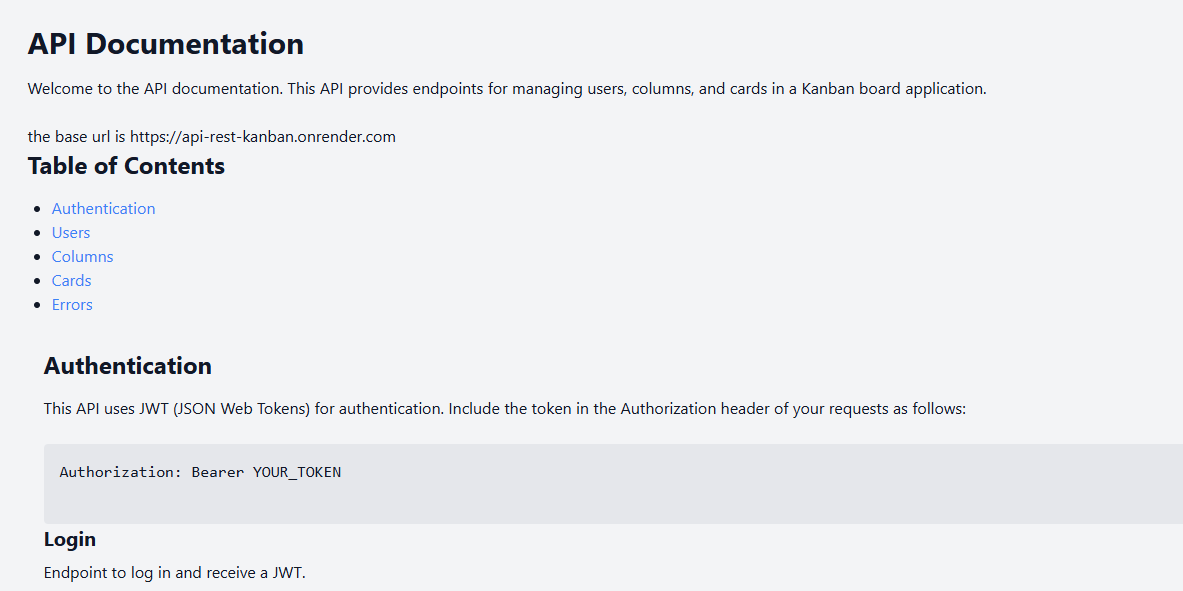 API Documentation
Welcome to the API documentation. This API provides endpoints for managing users, columns, and cards in a Kanban board application.
the base url is https://api-rest-kanban.onrender.com
Table of Contents
Authentication
Users
Columns
Cards
Errors
Authentication
This API uses JWT (JSON Web Tokens) for authentication. Include the token in the Authorization header of your requests as follows:
Authorization: Bearer YOUR_TOKEN
Login
Endpoint to log in and receive a JWT.